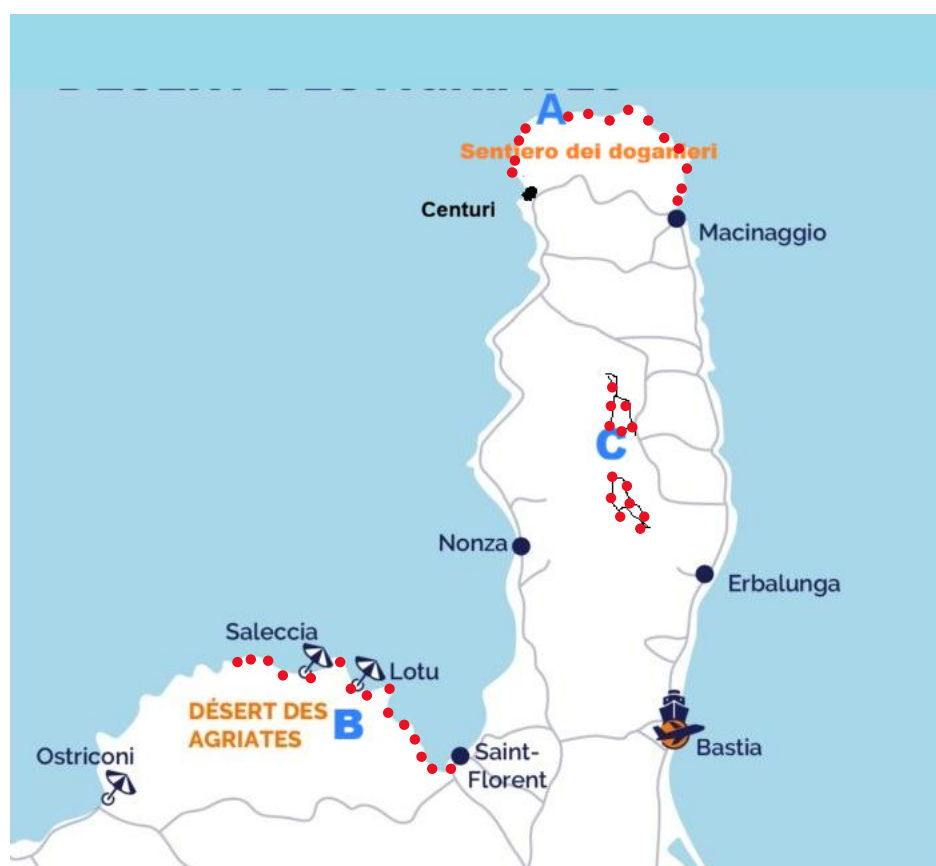 A
Sentiero dei doganieri
Centuri
Macinaggio
C
Nonza
Erbalunga
Saleccia
Lotu
DÉSERT DES
AGRIATES
B
Ostriconi
Saint-
Florent
Bastia